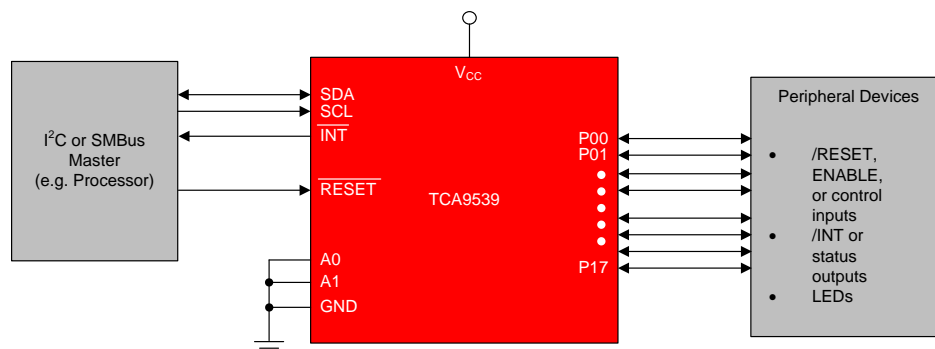 V_CC
I²C or SMBus
Master
(e.g. Processor)
SDA
SCL
INT
RESET
A0
A1
GND
TCA9539
P00
P01
P17
Peripheral Devices
• /RESET,
ENABLE,
or control
inputs
• /INT or
status
outputs
• LEDs